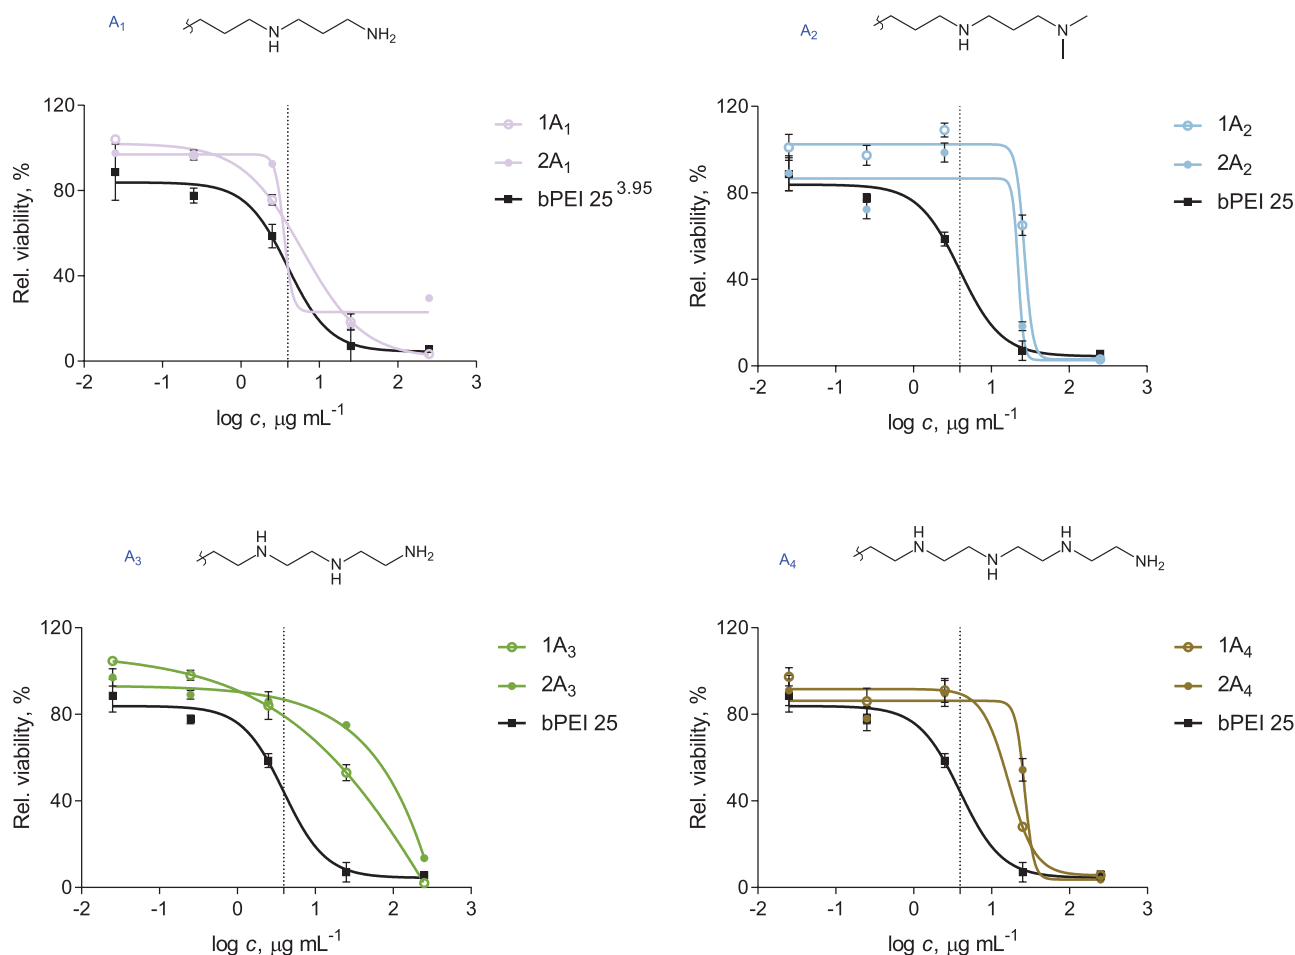 A1
NH2
N
H
120
80
40
0
Rel. viability, %
-2 -1 0 1 2 3
log c, μg mL-1
1A1
2A1
bPEI 25 3.95
A2
N
H
N
120
80
40
0
Rel. viability, %
-2 -1 0 1 2 3
log c, μg mL-1
1A2
2A2
bPEI 25
A3
H
N
NH2
N
H
120
80
40
0
Rel. viability, %
-2 -1 0 1 2 3
log c, μg mL-1
1A3
2A3
bPEI 25
A4
H
N
H
N
N
H
NH2
120
80
40
0
Rel. viability, %
-2 -1 0 1 2 3
log c, μg mL-1
1A4
2A4
bPEI 25